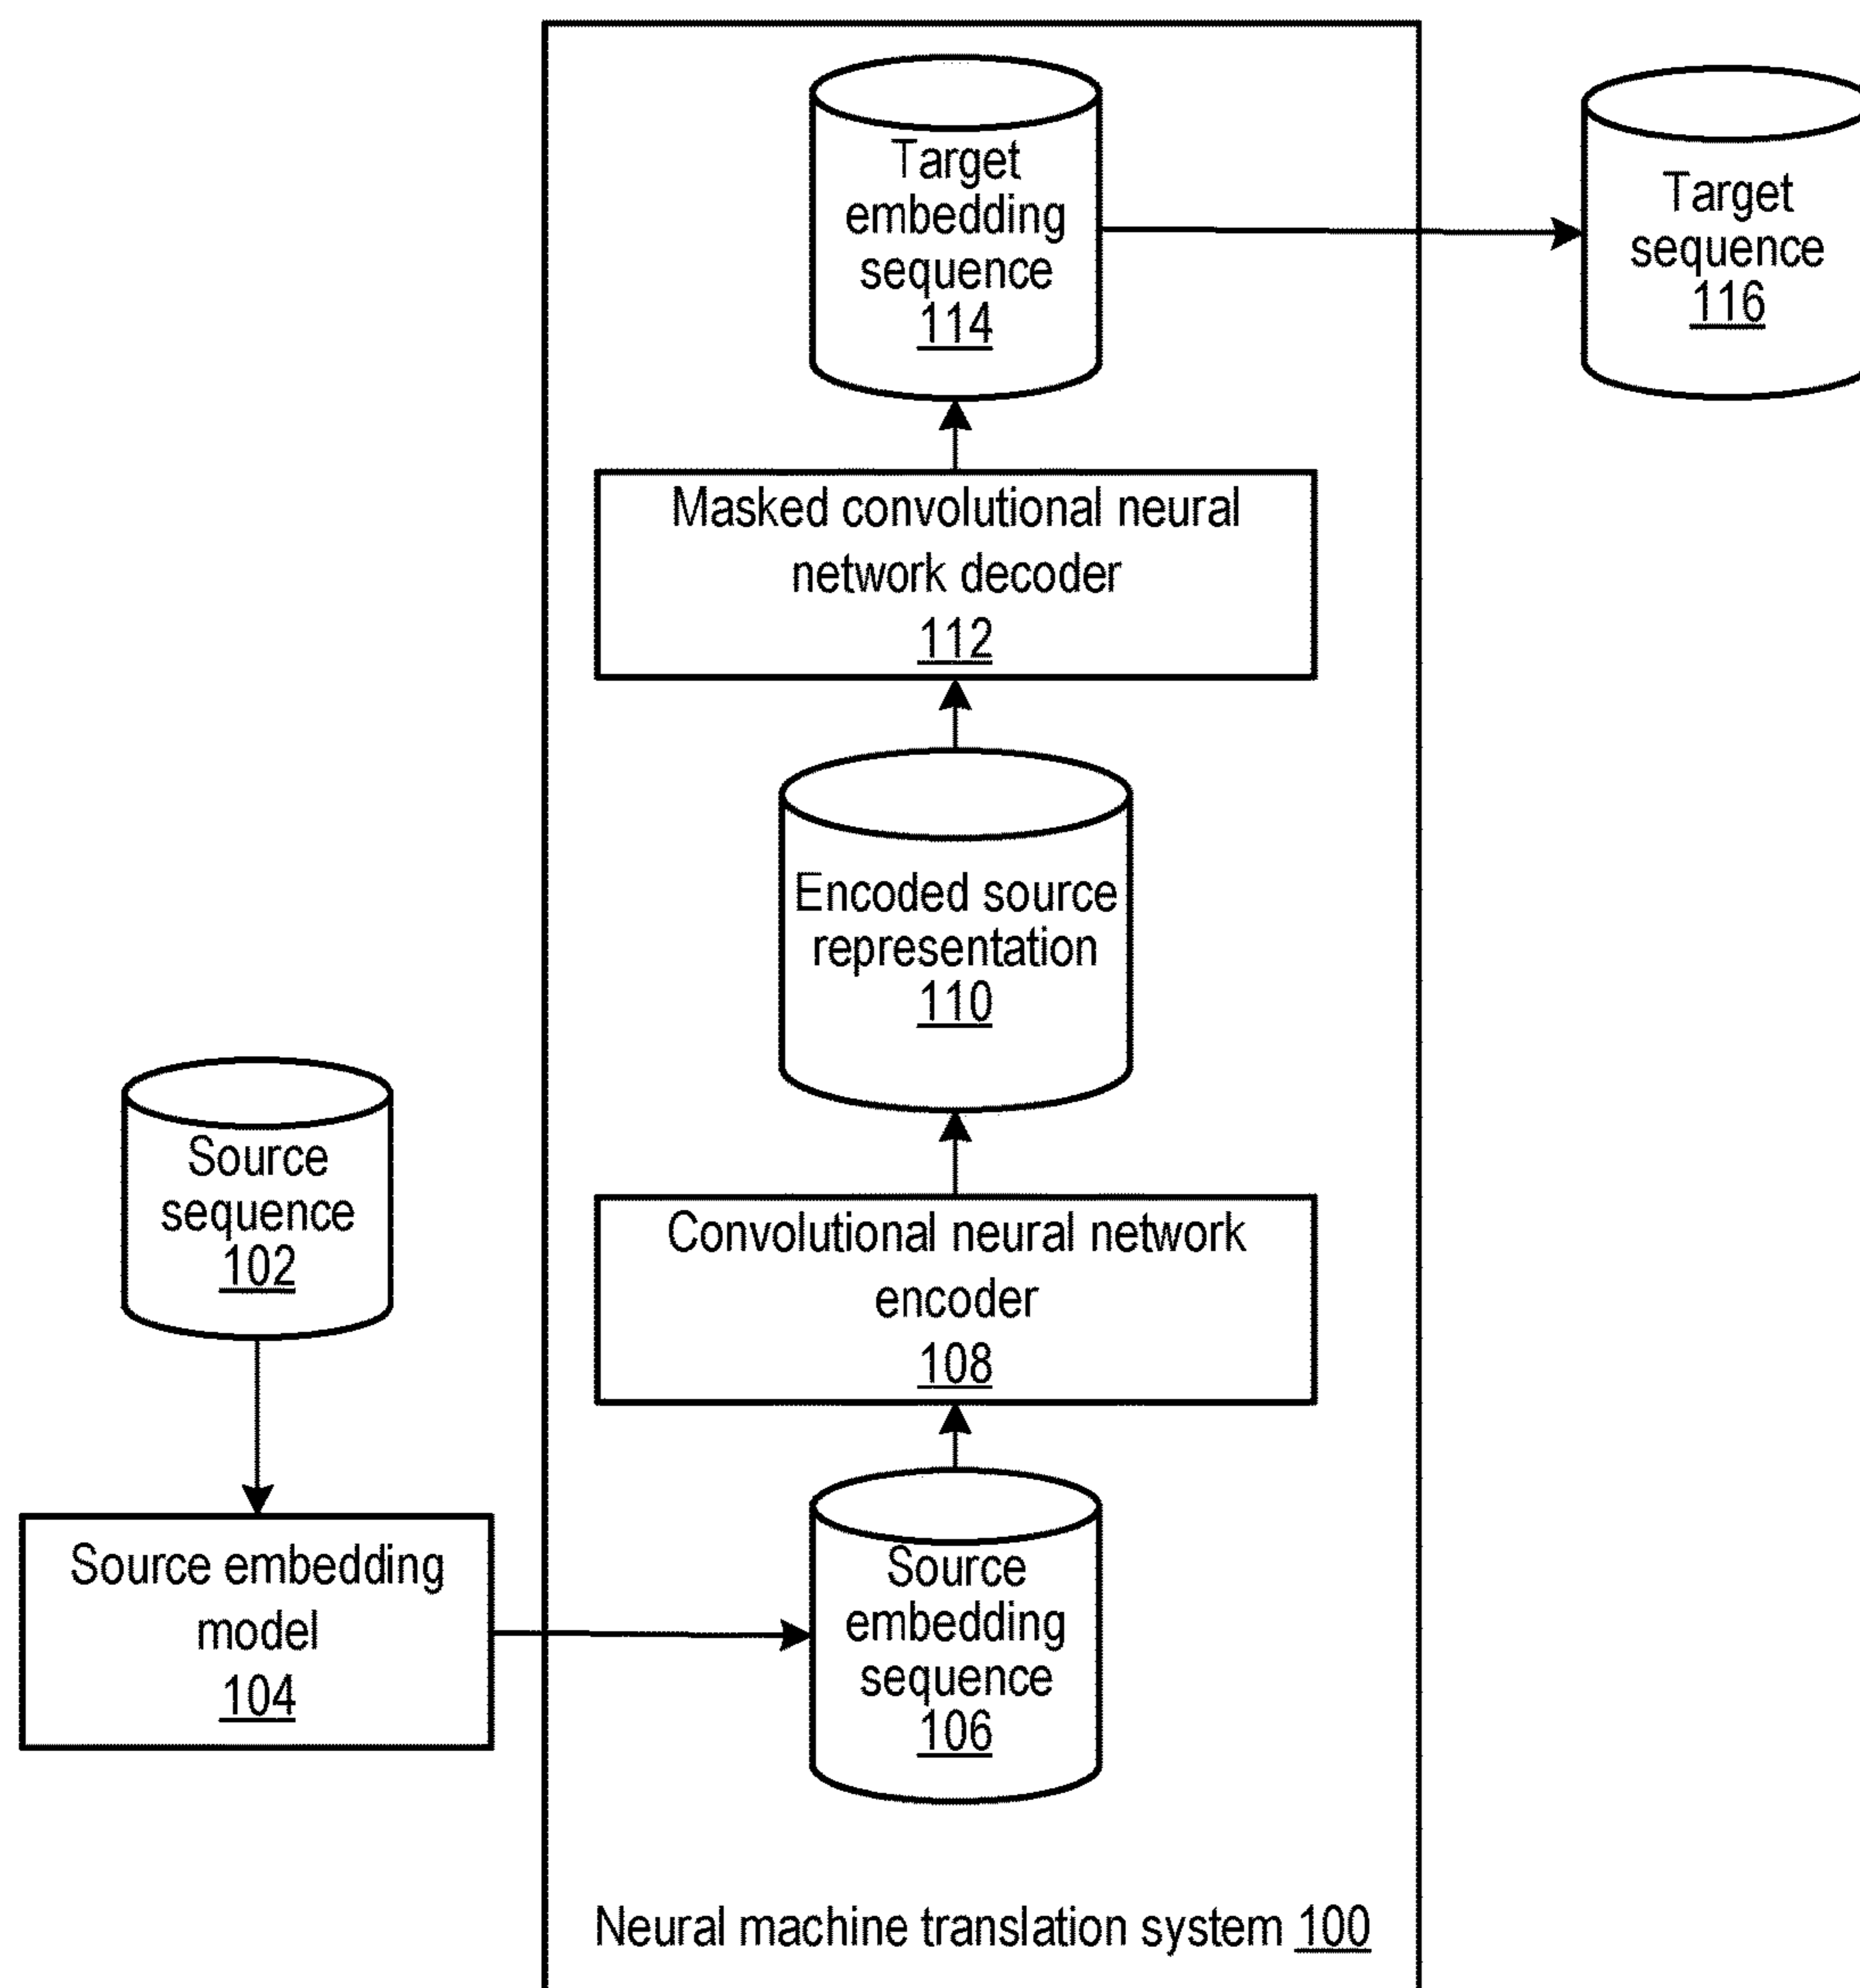 Target
embedding
sequence
114
Target
sequence
116
Masked convolutional neural
network decoder
112
Encoded source
representation
110
Source
sequence
102
Convolutional neural network
encoder
108
Source embedding
model
104
Source
embedding
sequence
106
Neural machine translation system 100